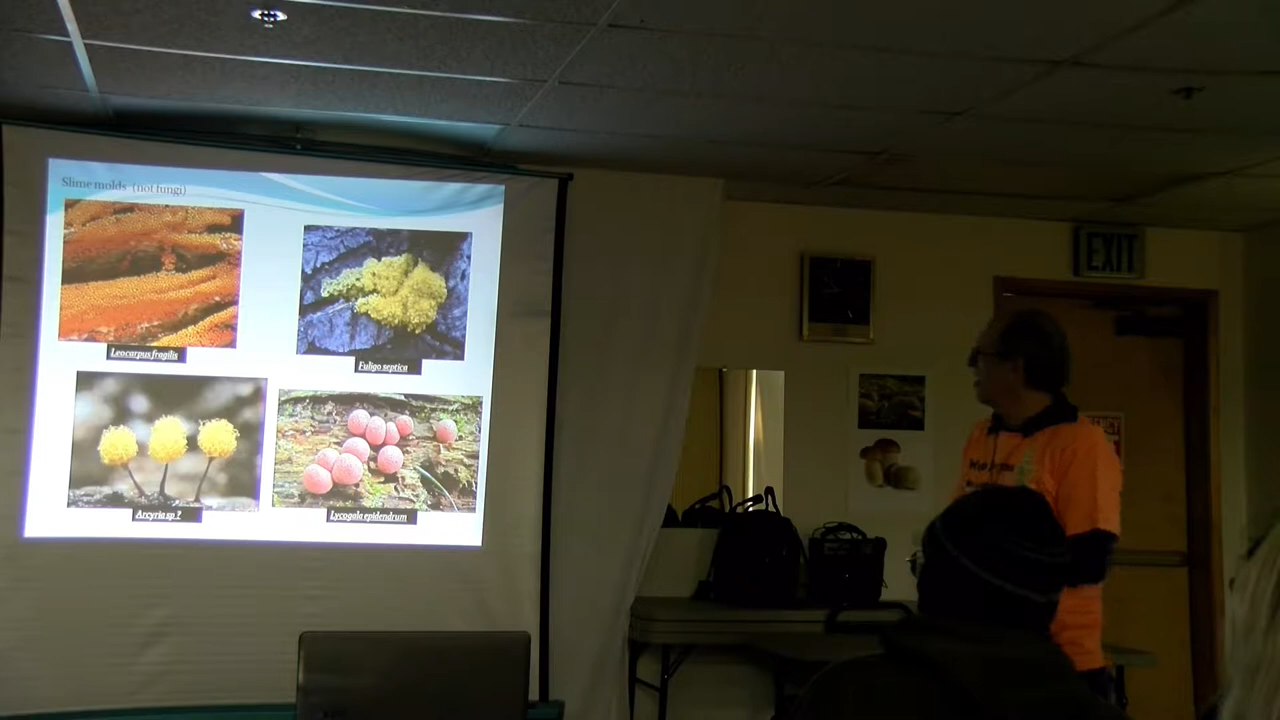 Slime molds (not fungi)
Leocarpus fragilis
Fuligo septica
Arcyria sp ?
Lycogala epidendrum
EXIT